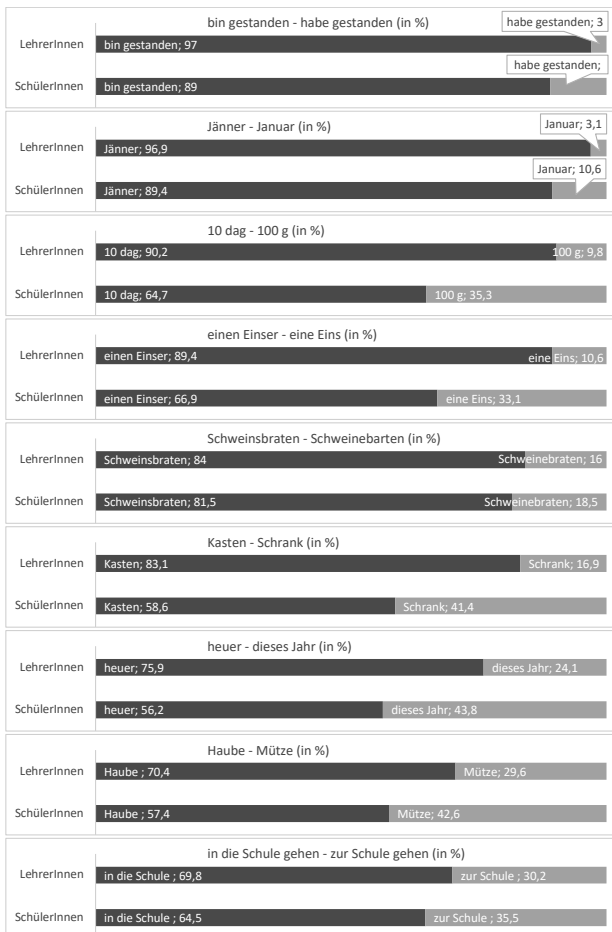 bin gestanden - habe gestanden (in %)
habe gestanden; 3
LehrerInnen
bin gestanden; 97
habe gestanden;
SchülerInnen
bin gestanden; 89
Jänner - Januar (in %)
Januar; 3,1
LehrerInnen
Jänner; 96,9
Januar; 10,6
SchülerInnen
Jänner; 89,4
10 dag - 100 g (in %)
LehrerInnen
10 dag; 90,2
100 g; 9,8
SchülerInnen
10 dag; 64,7
100 g; 35,3
einen Einser - eine Eins (in %)
LehrerInnen
einen Einser; 89,4
eine Eins; 10,6
SchülerInnen
einen Einser; 66,9
eine Eins; 33,1
Schweinsbraten - Schweinebarten (in %)
LehrerInnen
Schweinsbraten; 84
Schweinebraten; 16
SchülerInnen
Schweinsbraten; 81,5
Schweinebraten; 18,5
Kasten - Schrank (in %)
LehrerInnen
Kasten; 83,1
Schrank; 16,9
SchülerInnen
Kasten; 58,6
Schrank; 41,4
heuer - dieses Jahr (in %)
LehrerInnen
heuer; 75,9
dieses Jahr; 24,1
SchülerInnen
heuer; 56,2
dieses Jahr; 43,8
Haube - Mütze (in %)
LehrerInnen
Haube ; 70,4
Mütze; 29,6
SchülerInnen
Haube ; 57,4
Mütze; 42,6
in die Schule gehen - zur Schule gehen (in %)
LehrerInnen
in die Schule ; 69,8
zur Schule ; 30,2
SchülerInnen
in die Schule ; 64,5
zur Schule ; 35,5